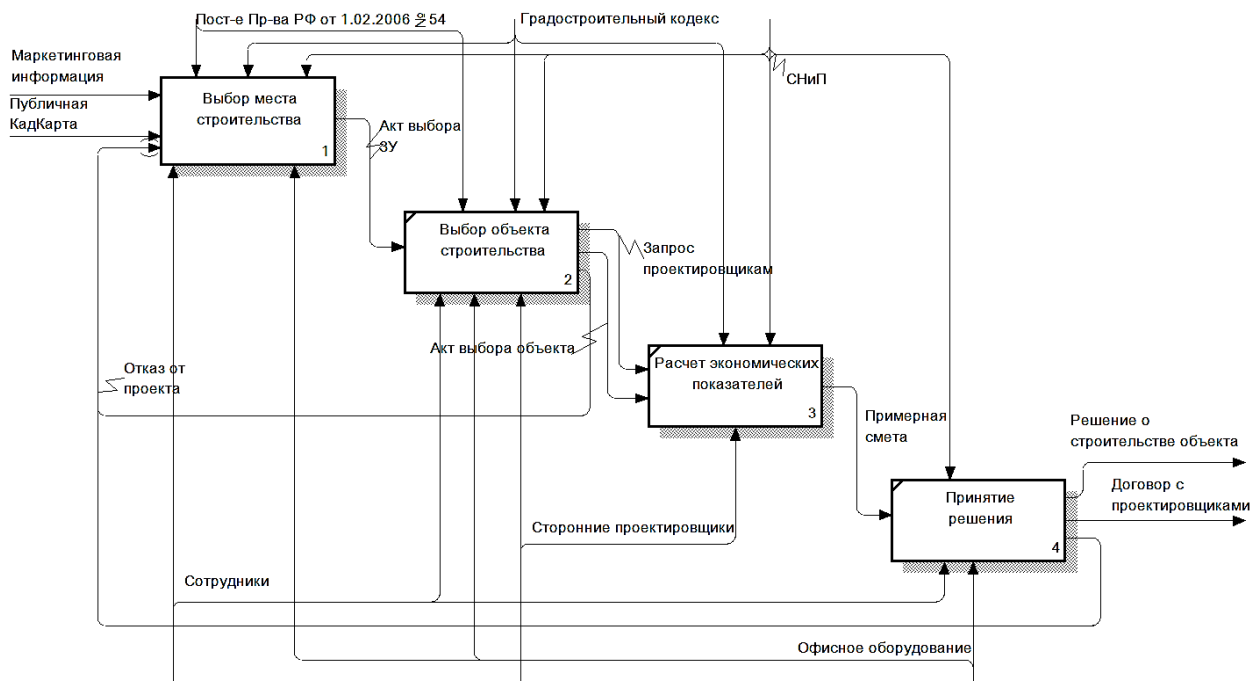 Пост-е Пр-ва РФ от 1.02.2006 № 54
Градостроительный кодекс
Маркетинговая
информация
СНиП
Публичная
КадКарта
Выбор места
строительства
1
Акт выбора
ЗУ
Выбор объекта
строительства
2
Запрос
проектировщикам
Акт выбора объекта
Отказ от
проекта
Расчет экономических
показателей
3
Примерная
смета
Решение о
строительстве объекта
Договор с
проектировщиками
Принятие
решения
4
Сторонние проектировщики
Сотрудники
Офисное оборудование